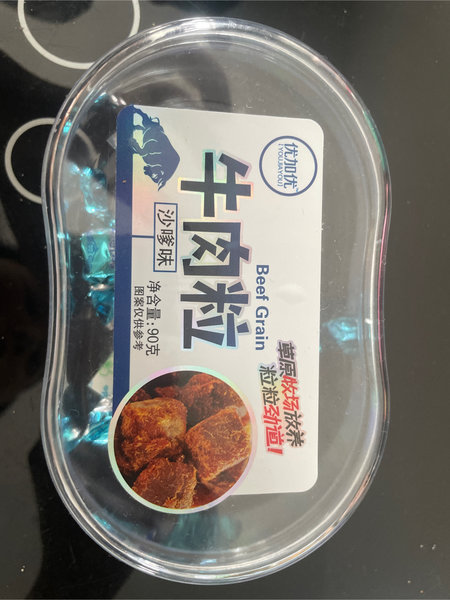 优加优
YOUJIAYOU
牛肉粒
Beef Grain
沙嗲味
净含量:90克
图案仅供参考
草原牧场放养
粒粒劲道!